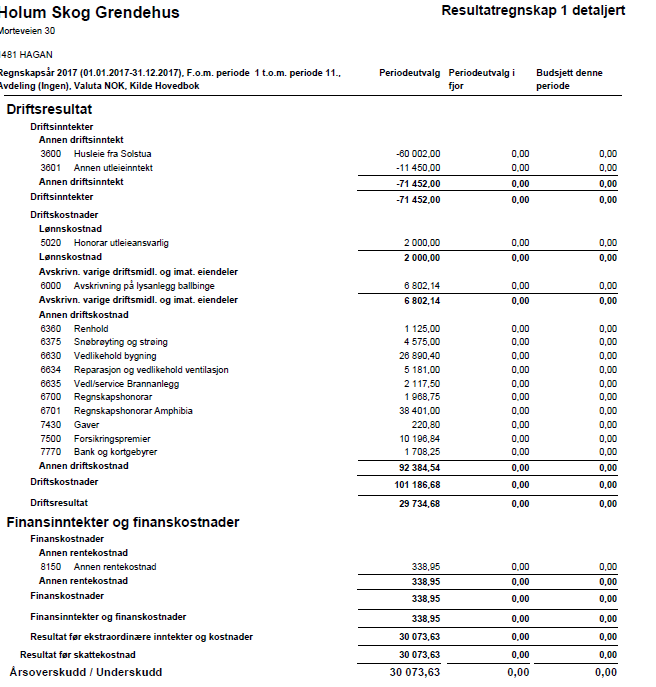 Holum Skog Grendehus
Resultatregnskap 1 detaljert
Morteveien 30
1481 HAGAN
Regnskapsår 2017 (01.01.2017-31.12.2017), F.o.m. periode 1 t.o.m. periode 11., Periodeutvalg Periodeutvalg i Budsjett denne
Avdeling (Ingen), Valuta NOK, Kilde Hovedbok fjor periode
Driftsresultat
Driftsinntekter
Annen driftsinntekt
3600 Husleie fra Solstua -60 002,00 0,00 0,00
3601 Annen utleieinntekt -11 450,00 0,00 0,00
Annen driftsinntekt -71 452,00 0,00 0,00
Driftsinntekter -71 452,00 0,00 0,00
Driftskostnader
Lønnskostnad
5020 Honorar utleieansvarlig 2 000,00 0,00 0,00
Lønnskostnad 2 000,00 0,00 0,00
Avskrivn. varige driftsmidl. og imat. eiendeler
6000 Avskrivning på lysanlegg ballbinge 6 802,14 0,00 0,00
Avskrivn. varige driftsmidl. og imat. eiendeler 6 802,14 0,00 0,00
Annen driftskostnad
6360 Renhold 1 125,00 0,00 0,00
6375 Snøbrøyting og strøing 4 575,00 0,00 0,00
6630 Vedlikehold bygning 26 890,40 0,00 0,00
6634 Reparasjon og vedlikehold ventilasjon 5 181,00 0,00 0,00
6635 Vedl/service Brannanlegg 2 117,50 0,00 0,00
6700 Regnskapshonorar 1 968,75 0,00 0,00
6701 Regnskapshonorar Amphibia 38 401,00 0,00 0,00
7430 Gaver 220,80 0,00 0,00
7500 Forsikringspremier 10 196,84 0,00 0,00
7770 Bank og kortgebyrer 1 708,25 0,00 0,00
Annen driftskostnad 92 384,54 0,00 0,00
Driftskostnader 101 186,68 0,00 0,00
Driftsresultat 29 734,68 0,00 0,00
Finansinntekter og finanskostnader
Finanskostnader
Annen rentekostnad
8150 Annen rentekostnad 338,95 0,00 0,00
Annen rentekostnad 338,95 0,00 0,00
Finanskostnader 338,95 0,00 0,00
Finansinntekter og finanskostnader 338,95 0,00 0,00
Resultat før ekstraordinære inntekter og kostnader 30 073,63 0,00 0,00
Resultat før skattekostnad 30 073,63 0,00 0,00
Årsoverskudd / Underskudd 30 073,63 0,00 0,00